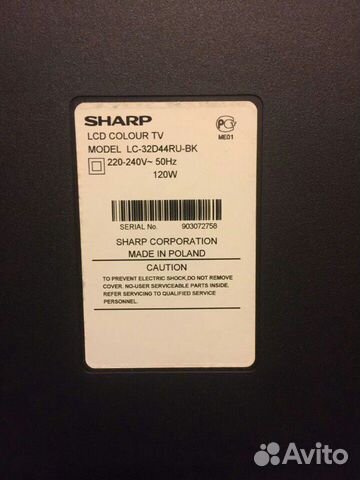 SHARP
LCD COLOUR TV
MODEL LC-32D44RU-BK
220-240V~ 50Hz
120W
ME01
SERIAL No. 903072758
SHARP CORPORATION
MADE IN POLAND
CAUTION
TO PREVENT ELECTRIC SHOCK,DO NOT REMOVE
COVER. NO-USER SERVICEABLE PARTS INSIDE.
REFER SERVICING TO QUALIFIED SERVICE
PERSONNEL.
Avito